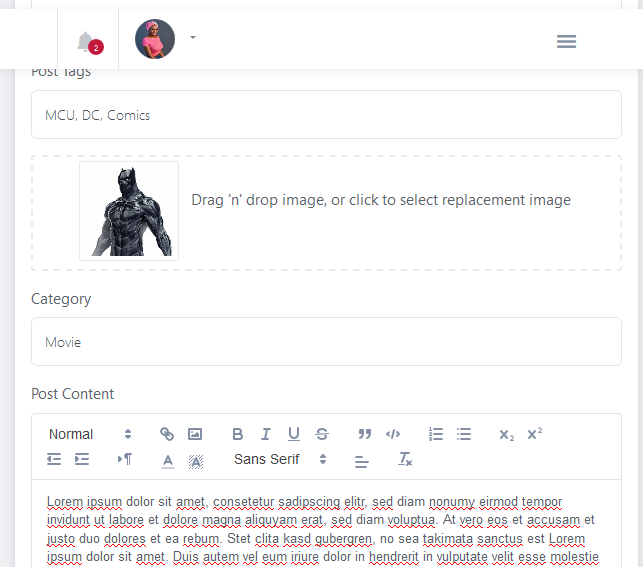 2
Post Tags
MCU, DC, Comics
Drag 'n' drop image, or click to select replacement image
Category
Movie
Post Content
Normal B I U S ” </> X₂ X²
¶ A A Sans Serif Tx
Lorem ipsum dolor sit amet, consetetur sadipscing elitr, sed diam nonumy eirmod tempor
invidunt ut labore et dolore magna aliquyam erat, sed diam voluptua. At vero eos et accusam et
justo duo dolores et ea rebum. Stet clita kasd gubergren, no sea takimata sanctus est Lorem
ipsum dolor sit amet. Duis autem vel eum iriure dolor in hendrerit in vulputate velit esse molestie